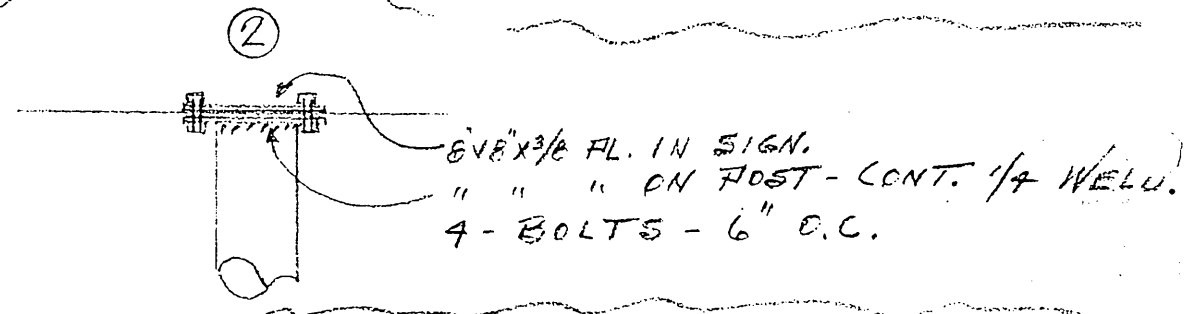 2
8"x8"x3/8 PL. IN SIGN.
" " " ON POST - CONT. 1/4 WELD.
4 - BOLTS - 6" O.C.